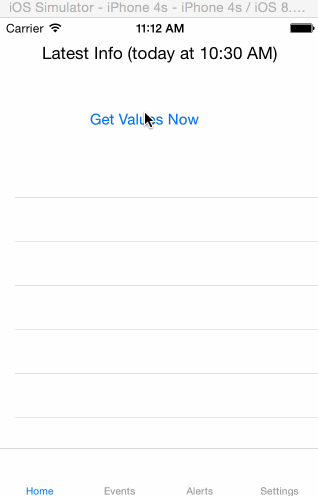 iOS Simulator - iPhone 4s - iPhone 4s / iOS 8....
Carrier 11:12 AM
Latest Info (today at 10:30 AM)
Get Values Now
Home Events Alerts Settings